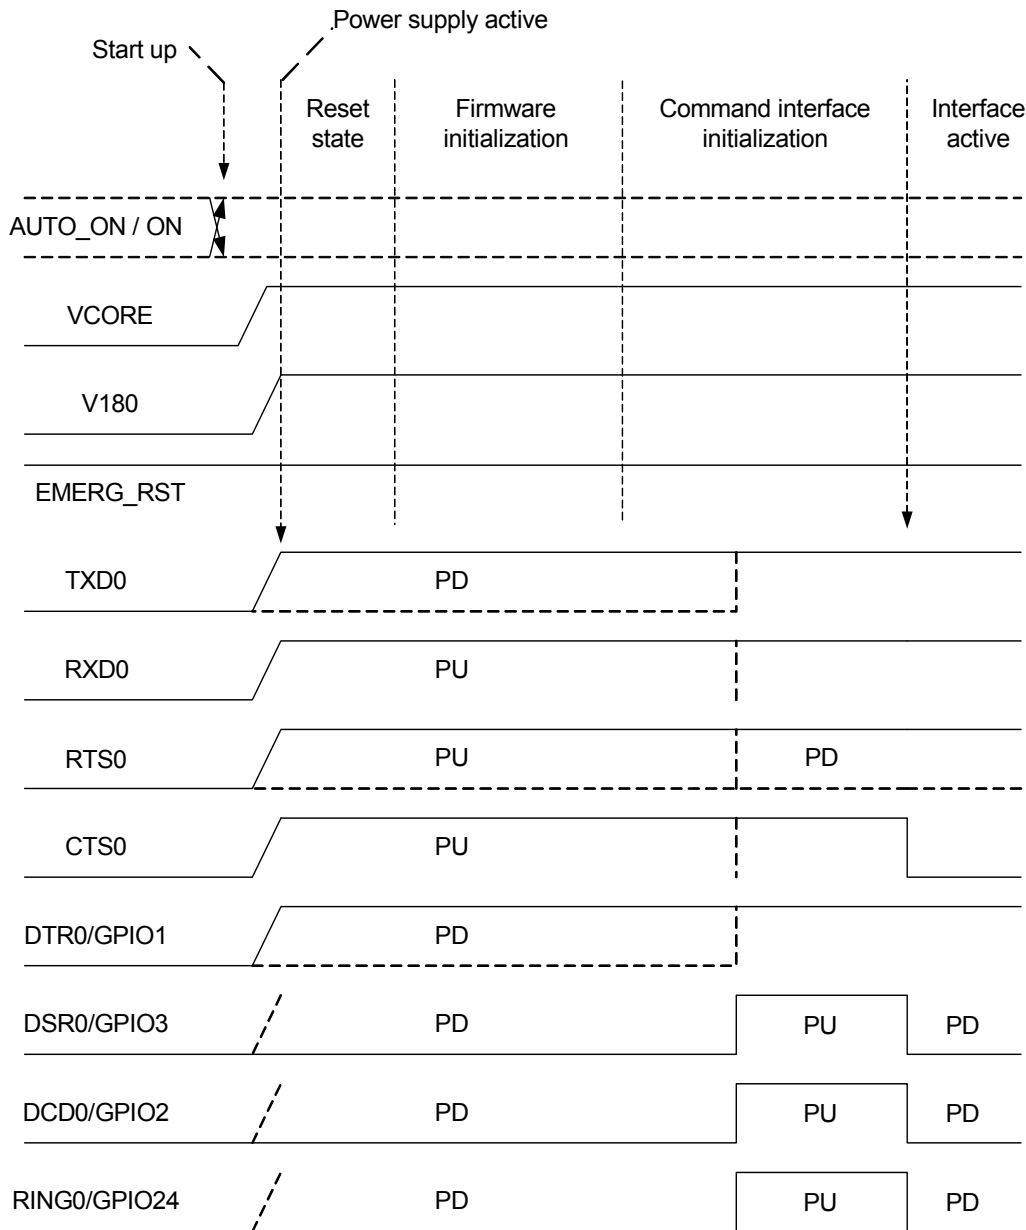 Power supply active
Start up
Reset state
Firmware initialization
Command interface initialization
Interface active
AUTO_ON / ON
VCORE
V180
EMERG_RST
TXD0 PD
RXD0 PU
RTS0 PU PD
CTS0 PU
DTR0/GPIO1 PD
DSR0/GPIO3 PD PU PD
DCD0/GPIO2 PD PU PD
RING0/GPIO24 PD PU PD